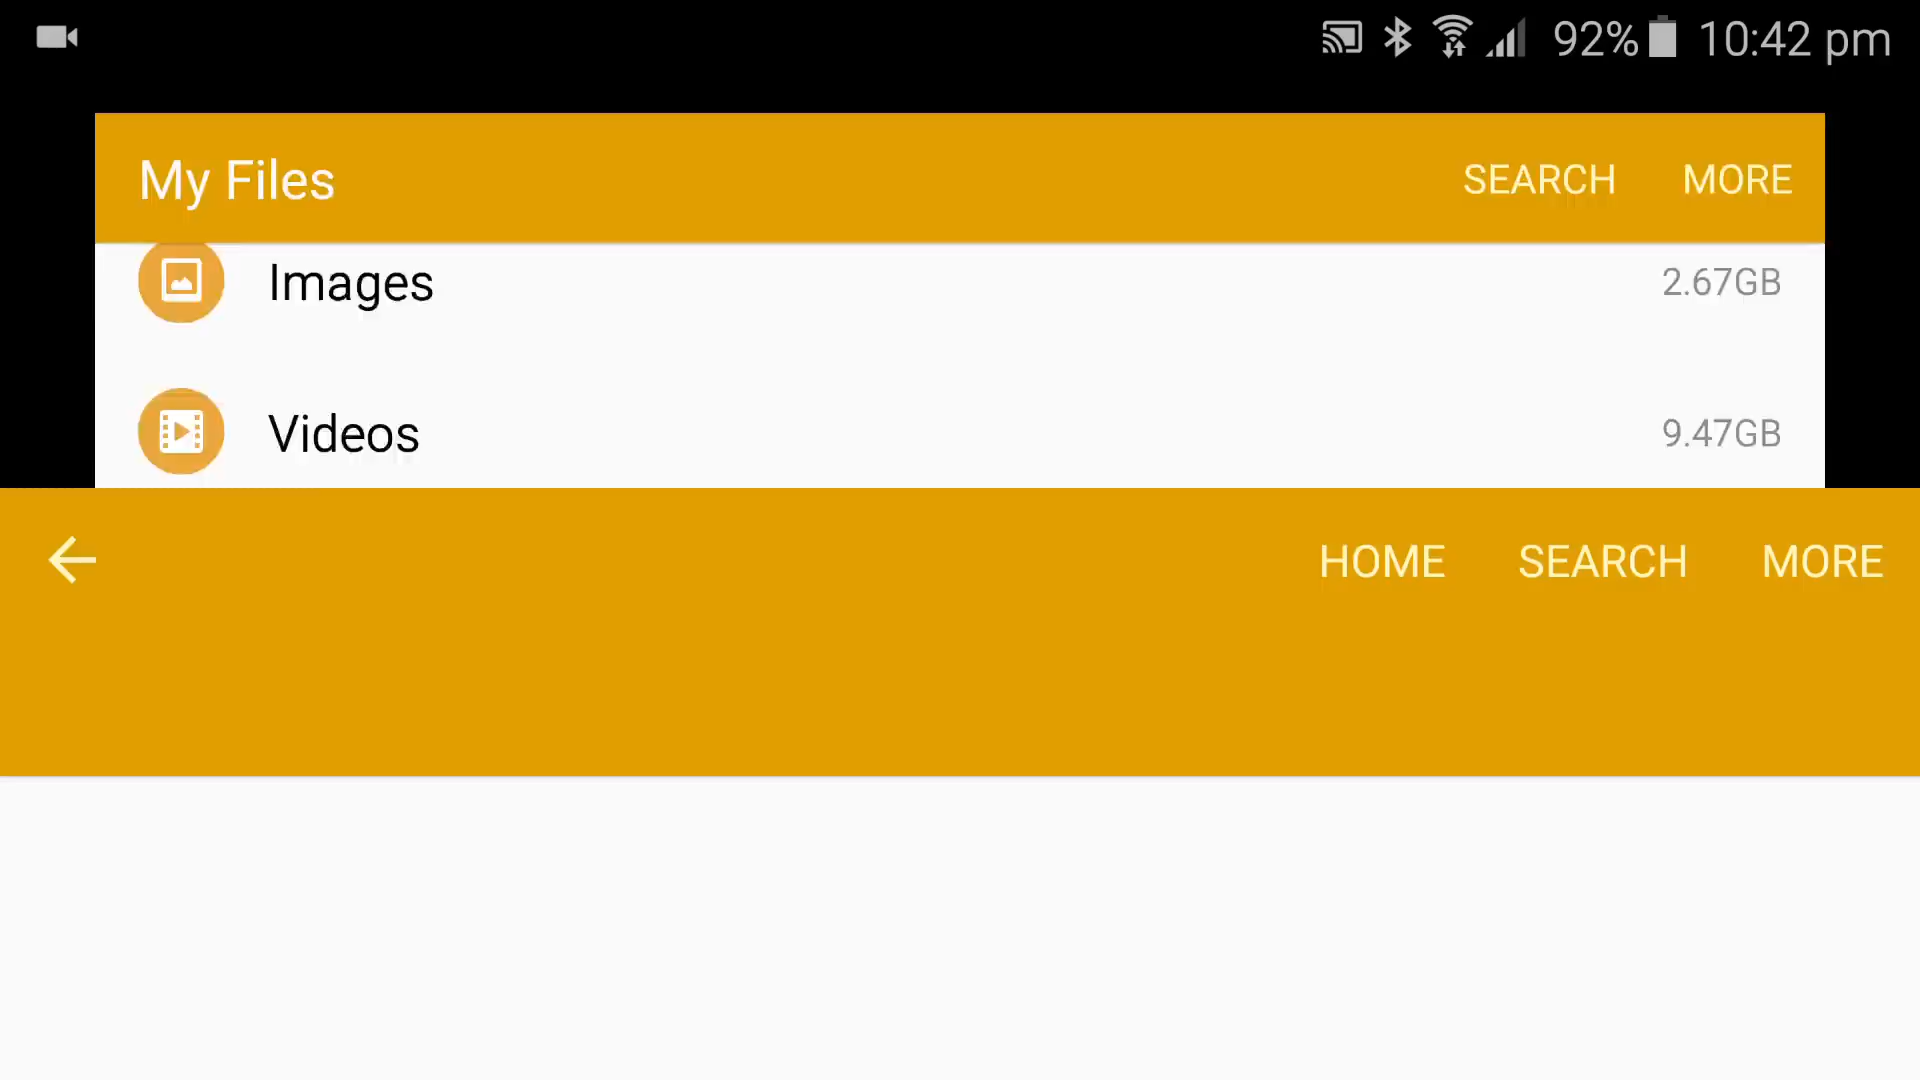 92% 10:42 pm
My Files SEARCH MORE
Images 2.67GB
Videos 9.47GB
HOME SEARCH MORE